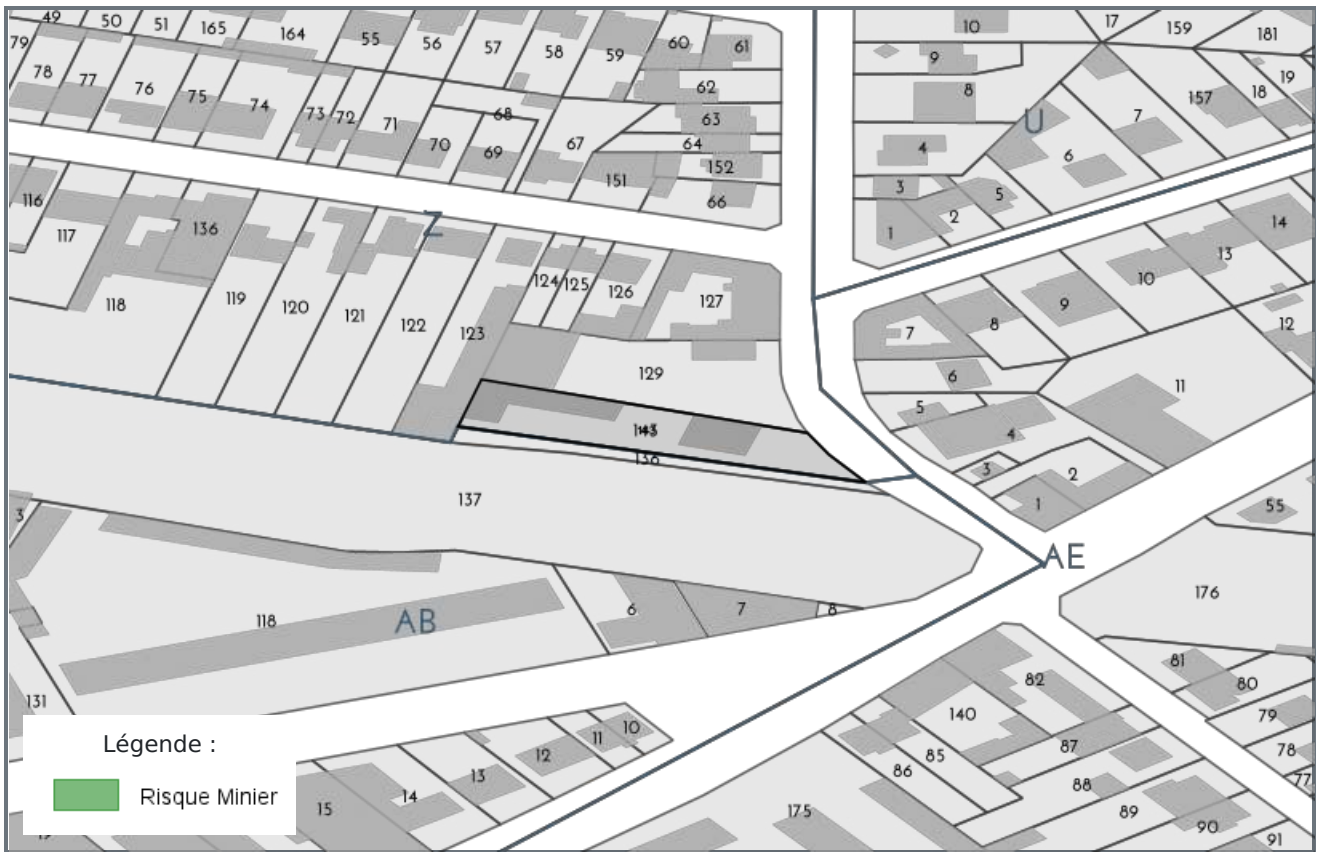 49 50 51 165 164 55 56 57 58 59 60 61 10 17 159 181
79 78 77 76 75 74 73 72 71 70 68 69 67 62 63 64 152 151 66
9 8 4 3 1 2 5 U 6 7 157 18 19
116 117 136 118 119 120 121 Z 122 123 124 125 126 127 129
7 8 9 10 13 14 12 11
6 5 4 3 2 1
136
137
AE 55 176
3 118 AB 6 7 8
131
Légende :
Risque Minier
15 14 13 12 11 10
82 140 85 86 87 88 89 90 91 175
81 80 79 78 77